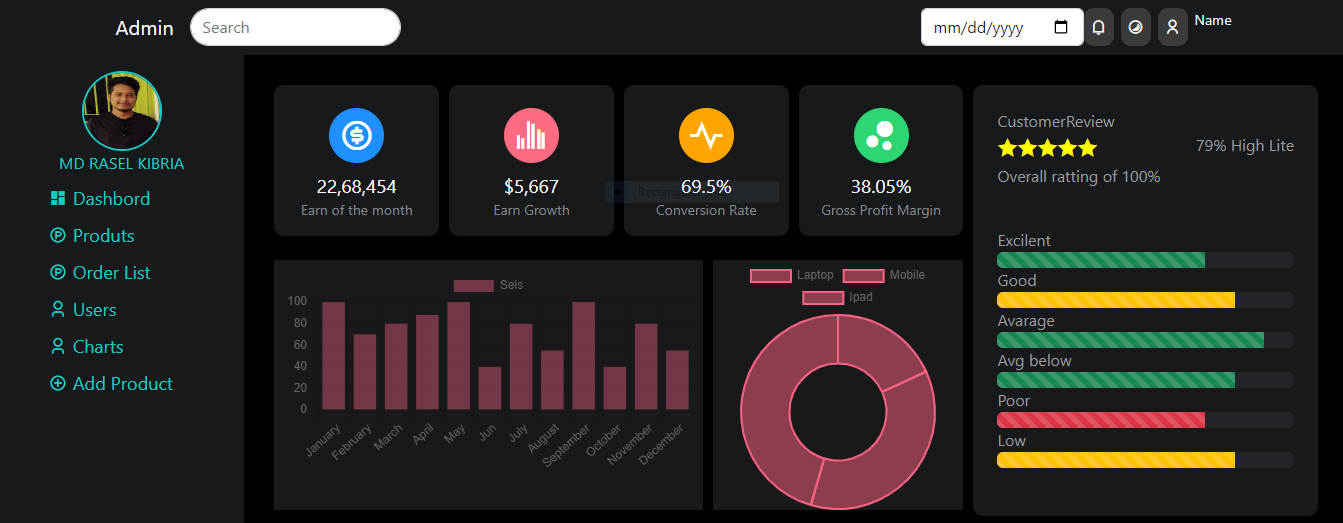 Admin
Search
mm/dd/yyyy
Name
MD RASEL KIBRIA
Dashbord
Produts
Order List
Users
Charts
Add Product
22,68,454
Earn of the month
$5,667
Earn Growth
69.5%
Conversion Rate
38.05%
Gross Profit Margin
CustomerReview
79% High Lite
Overall ratting of 100%
Excilent
Good
Avarage
Avg below
Poor
Low
Sels
100
80
60
40
20
0
January
February
March
April
May
Jun
July
August
September
October
November
December
Laptop
Mobile
Ipad